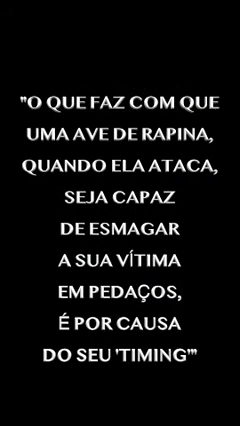 "O QUE FAZ COM QUE
UMA AVE DE RAPINA,
QUANDO ELA ATACA,
SEJA CAPAZ
DE ESMAGAR
A SUA VÍTIMA
EM PEDAÇOS,
É POR CAUSA
DO SEU 'TIMING'"